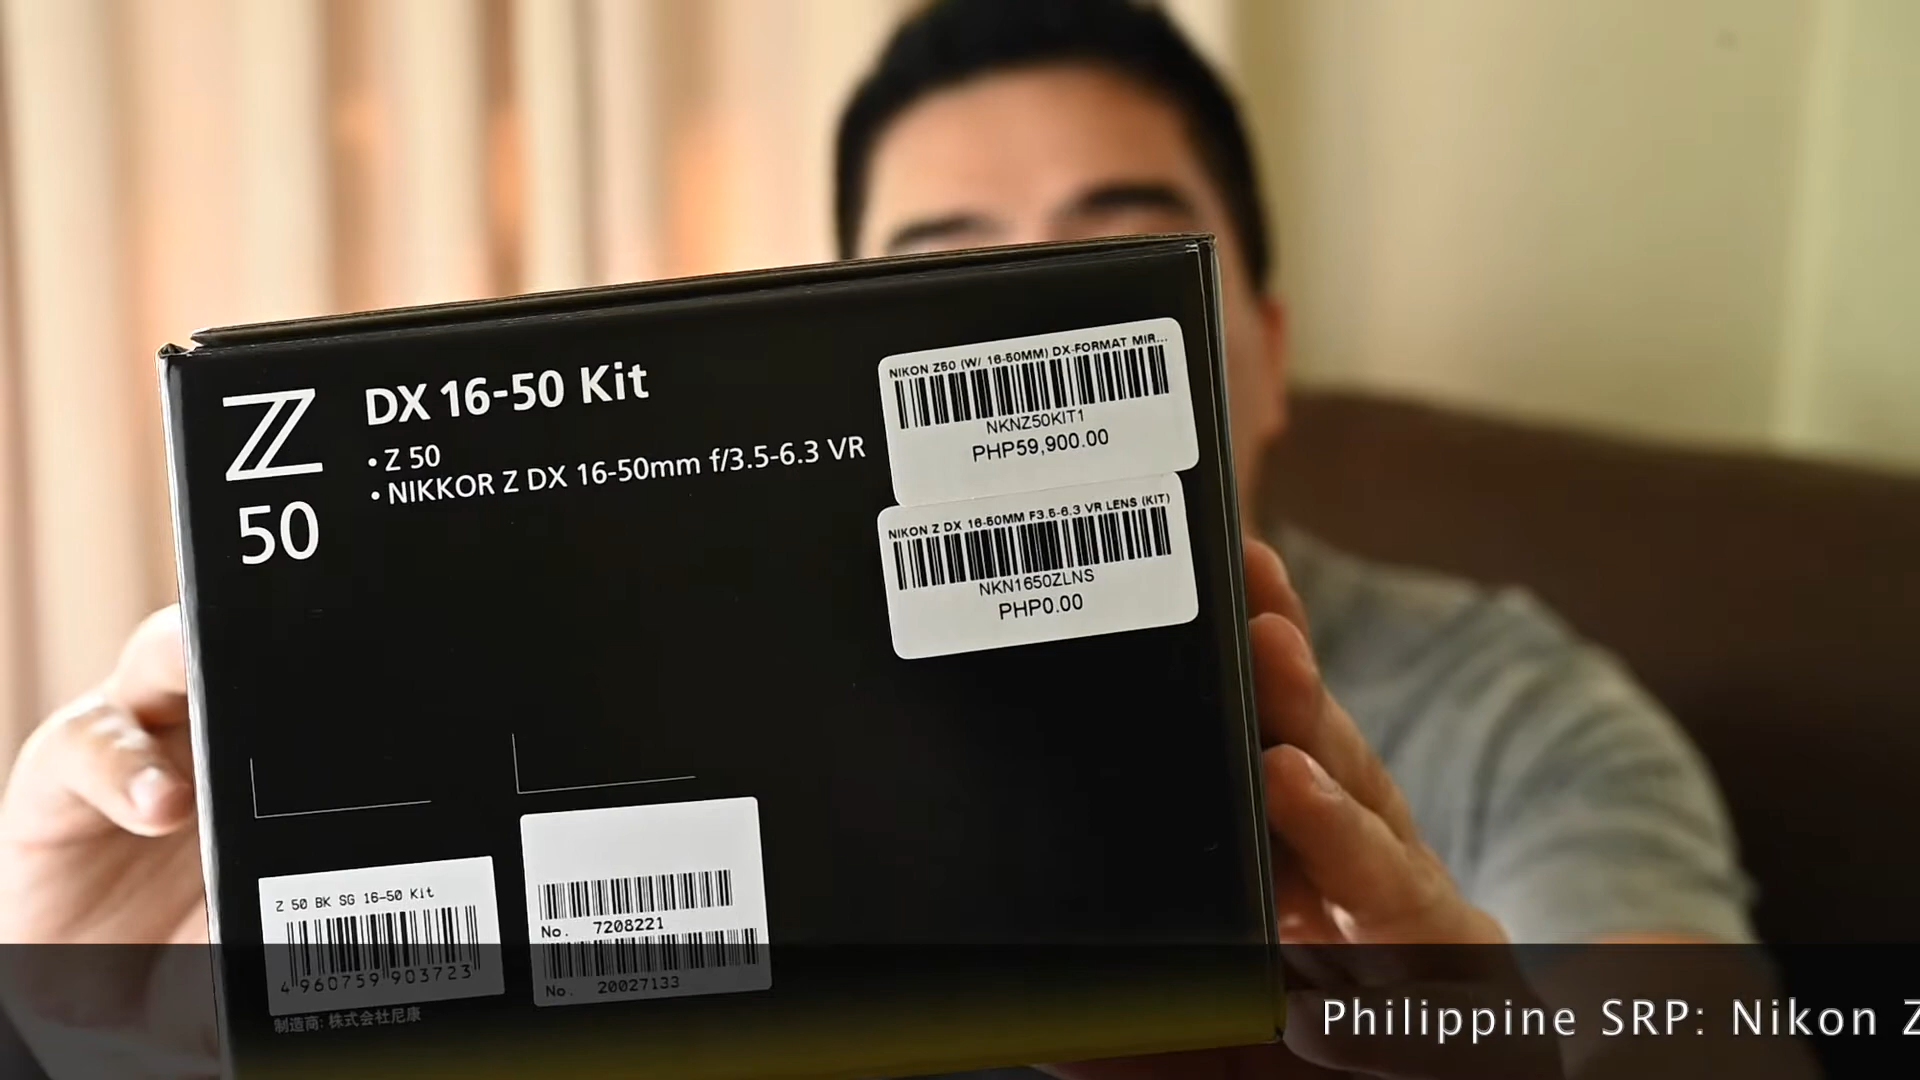 Z
50
DX 16-50 Kit
• Z 50
• NIKKOR Z DX 16-50mm f/3.5-6.3 VR
NIKON Z50 (W/ 16-50MM) DX-FORMAT MIR...
NKNZ50KIT1
PHP59,900.00
NIKON Z DX 16-50MM F3.5-6.3 VR LENS (KIT)
NKN1650ZLNS
PHP0.00
Z 50 BK SG 16-50 Kit
4 960759 903723
No. 7208221
No. 20027133
制造商: 株式会社尼康
Philippine SRP: Nikon Z